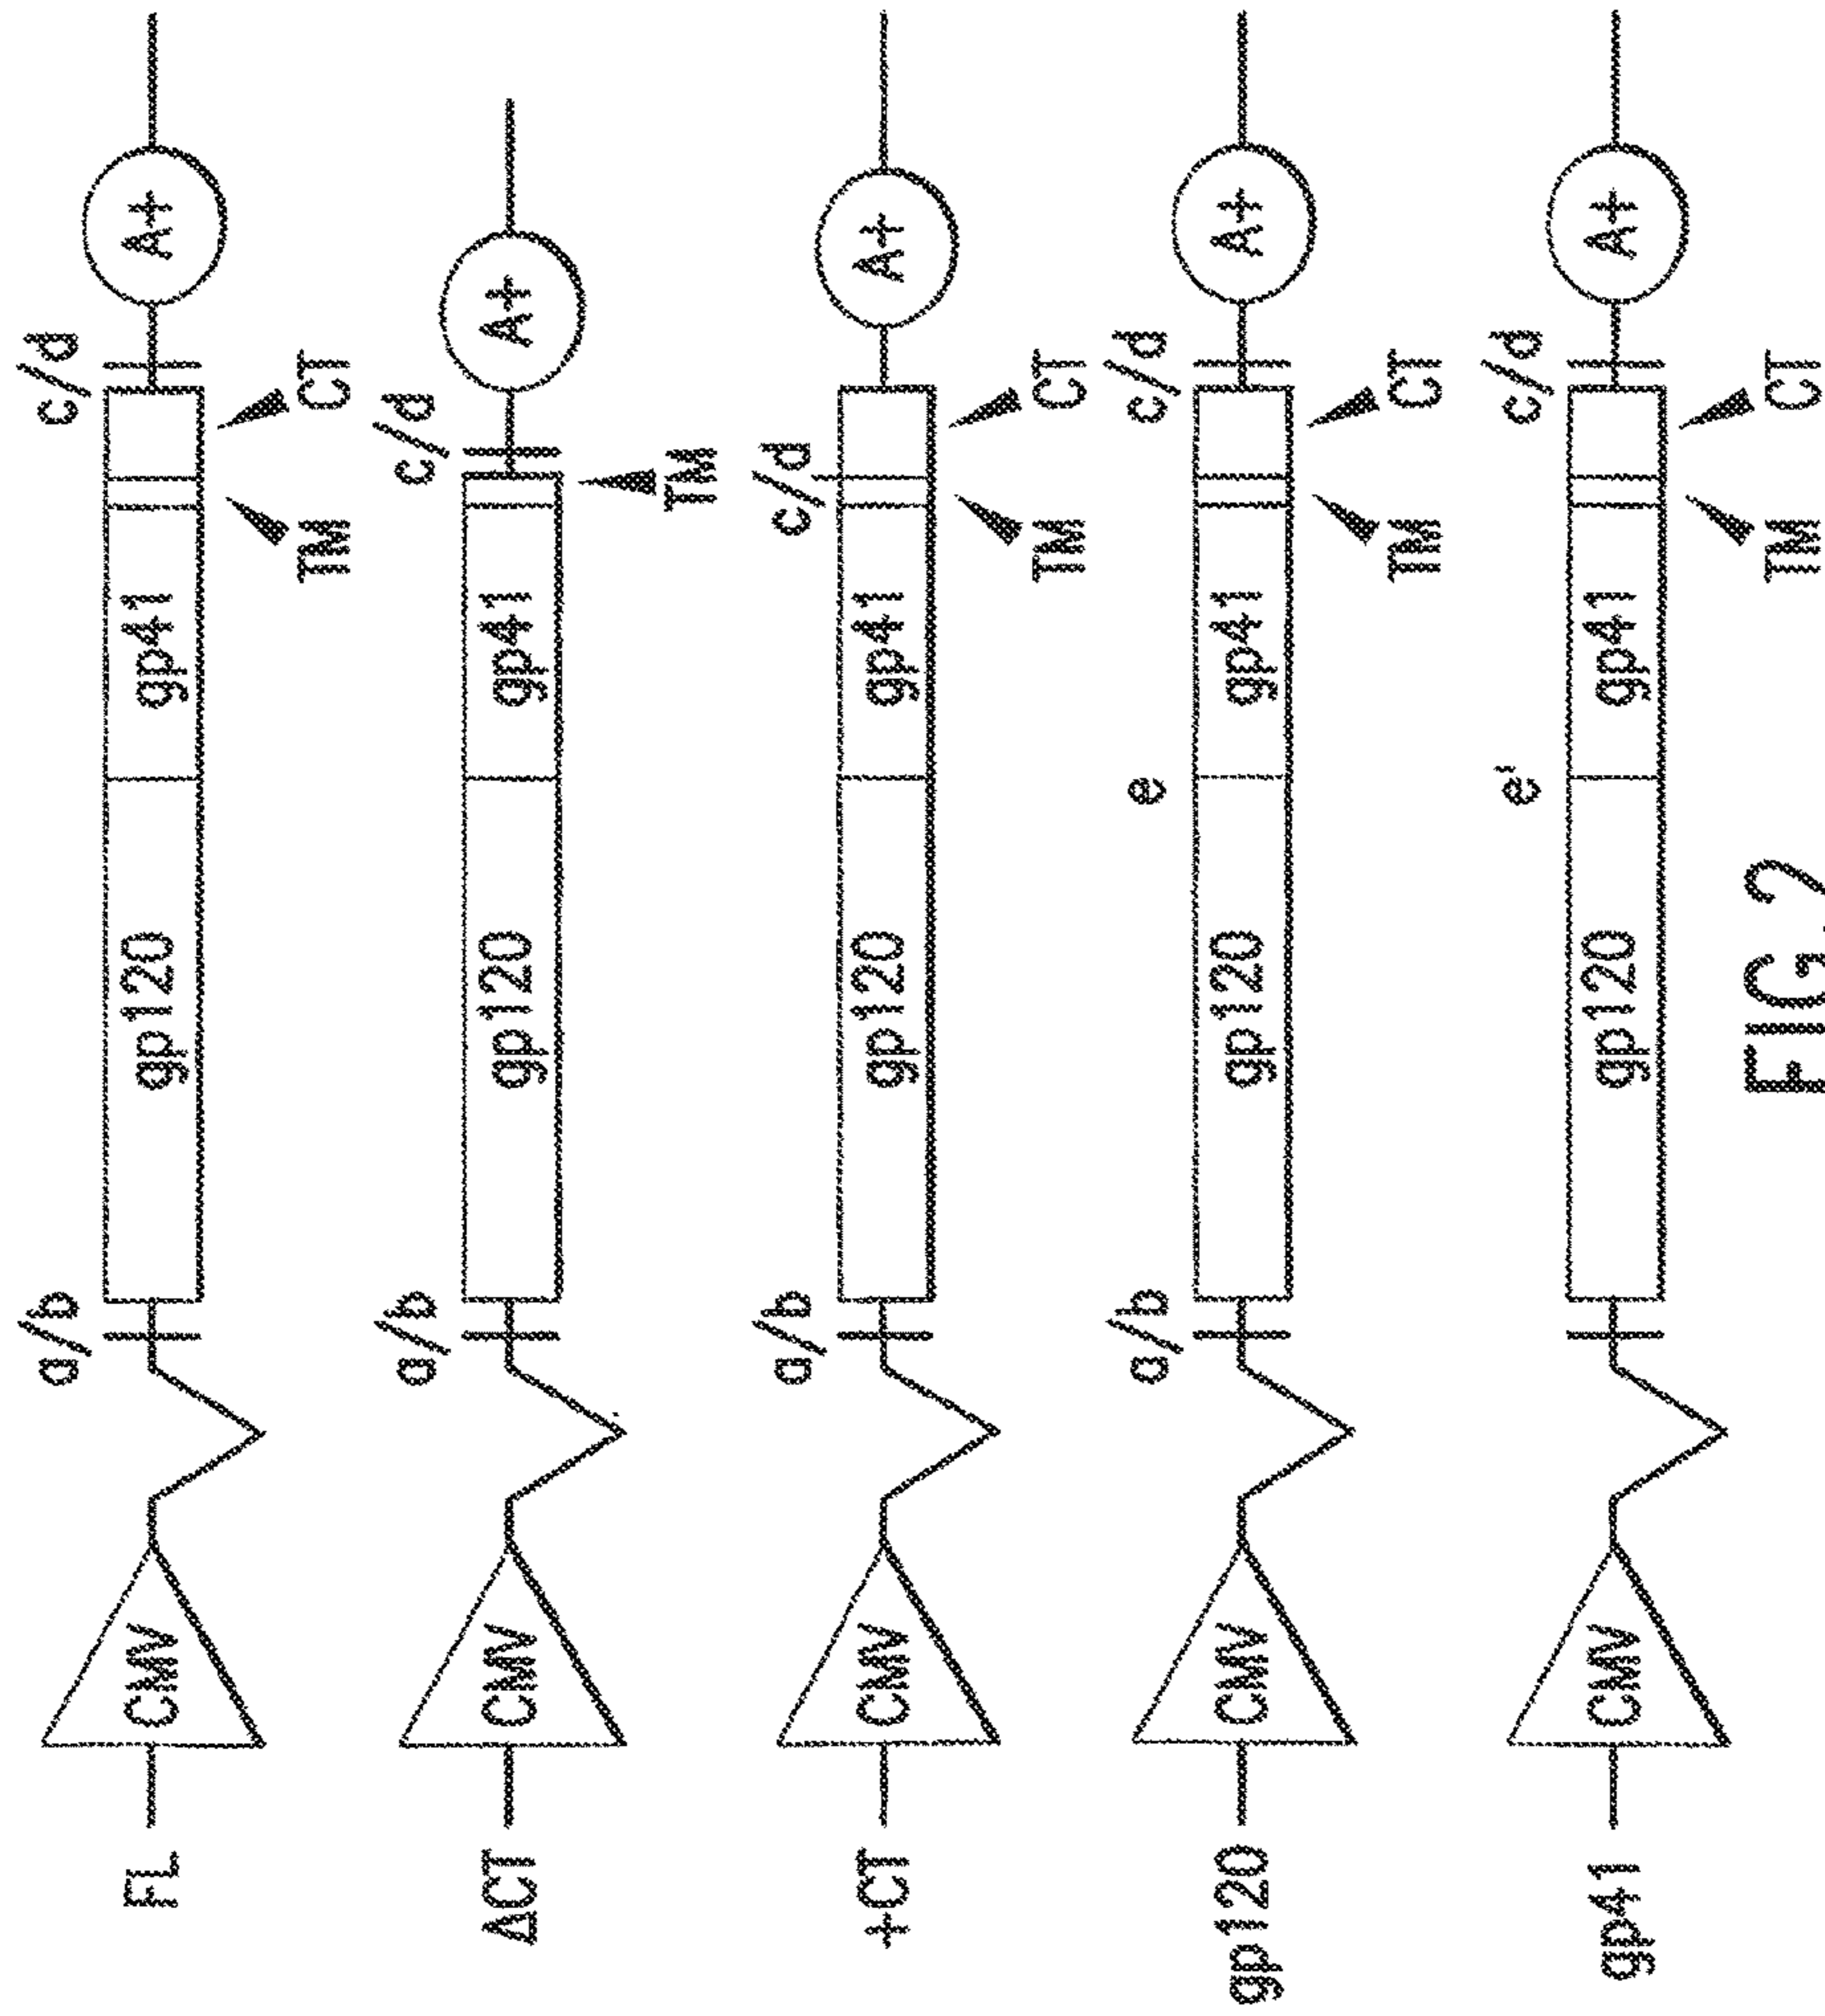 FL CMV a/b gp120 gp41 c/d A+
TM CT
ΔCT CMV a/b gp120 gp41 c/d A+
TM
+CT CMV a/b gp120 gp41 c/d A+
TM CT
gp120 CMV a/b gp120 e gp41 c/d A+
TM CT
gp41 CMV gp120 e' gp41 c/d A+
TM CT
FIG. 2